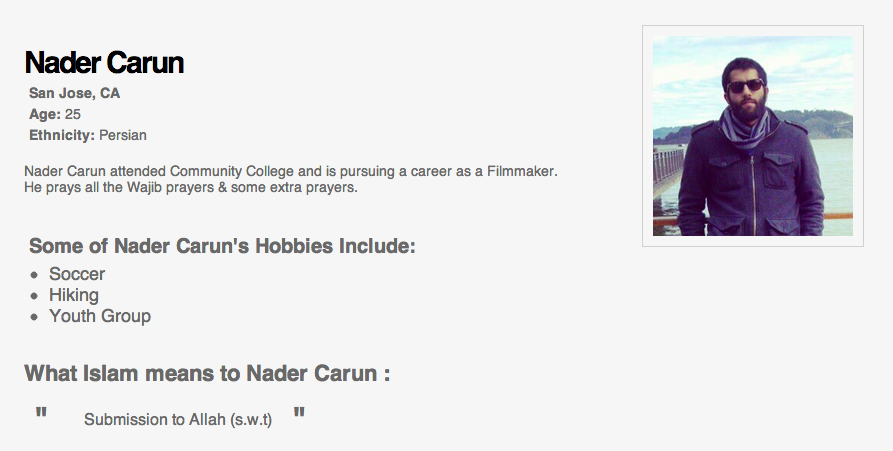 Nader Carun
San Jose, CA
Age: 25
Ethnicity: Persian
Nader Carun attended Community College and is pursuing a career as a Filmmaker.
He prays all the Wajib prayers & some extra prayers.
Some of Nader Carun's Hobbies Include:
• Soccer
• Hiking
• Youth Group
What Islam means to Nader Carun :
" Submission to Allah (s.w.t) "